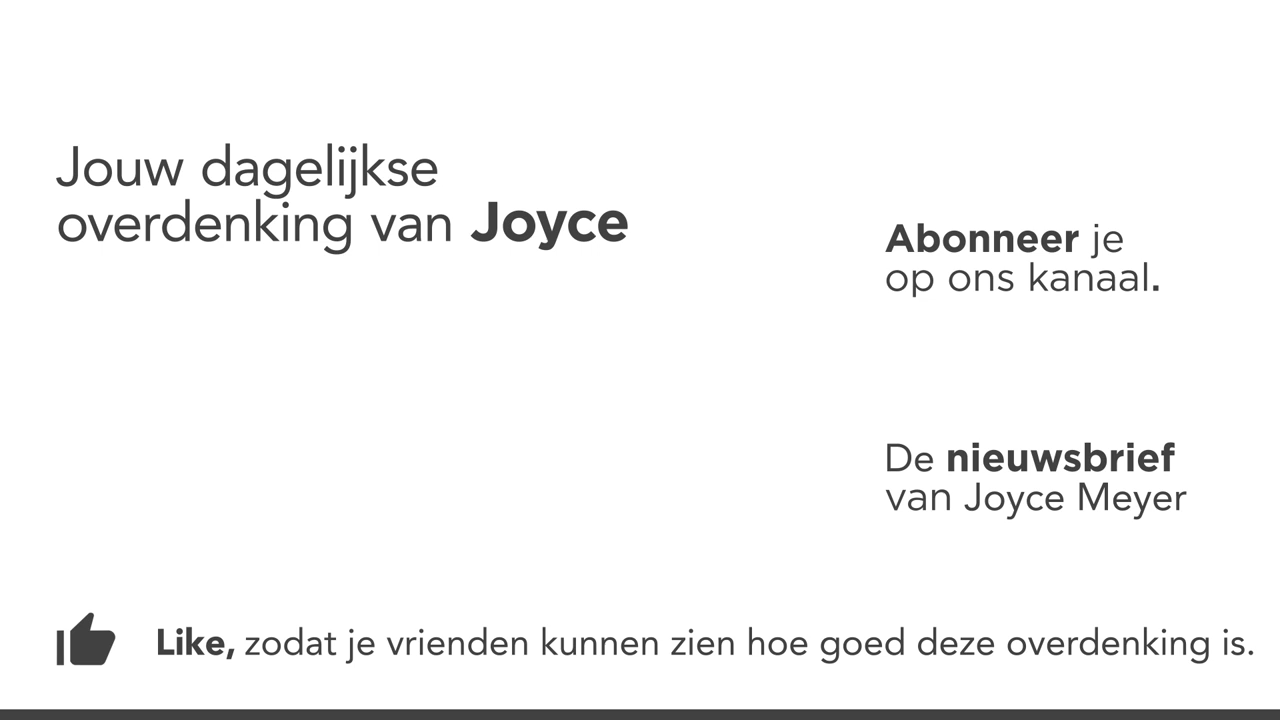 Jouw dagelijkse
overdenking van Joyce
Abonneer je
op ons kanaal.
De nieuwsbrief
van Joyce Meyer
Like, zodat je vrienden kunnen zien hoe goed deze overdenking is.